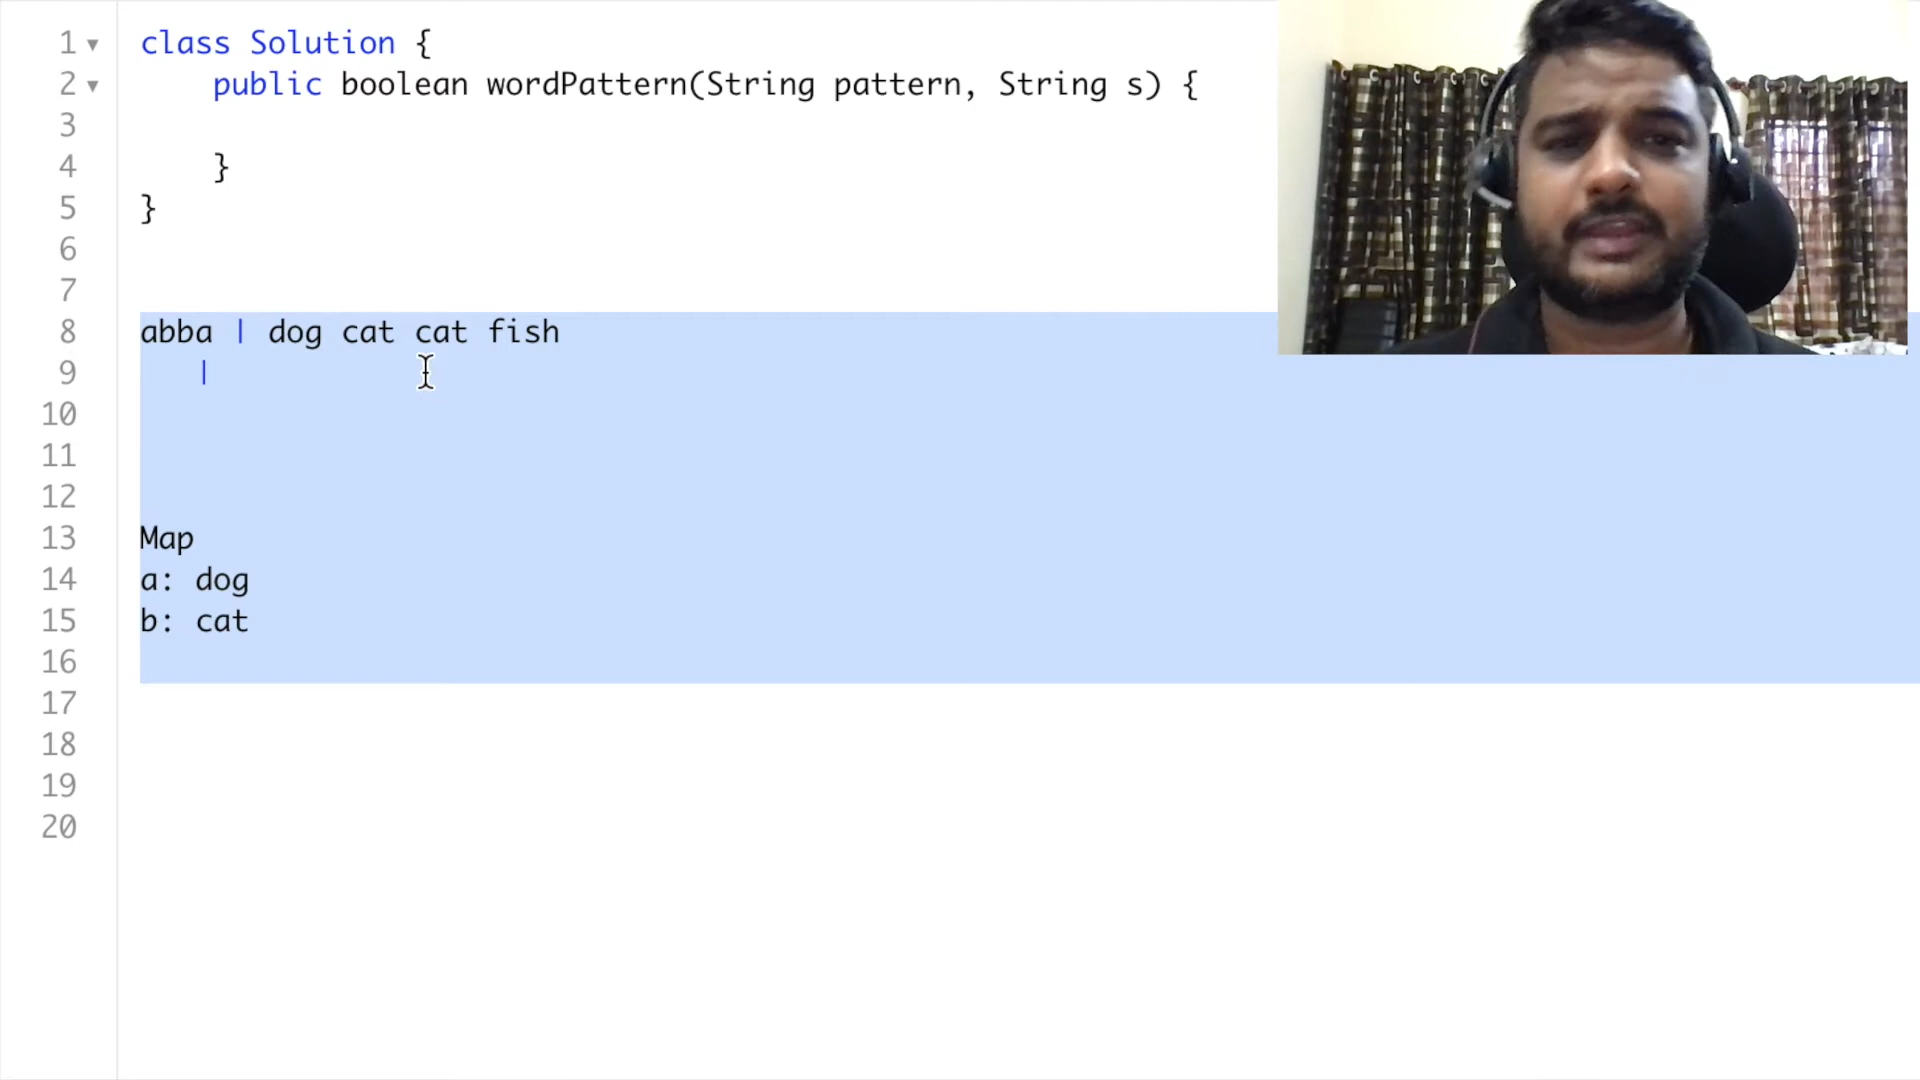 1 class Solution {
2 public boolean wordPattern(String pattern, String s) {
3
4 }
5 }
6
7
8 abba | dog cat cat fish
9 |
10
11
12
13 Map
14 a: dog
15 b: cat
16
17
18
19
20